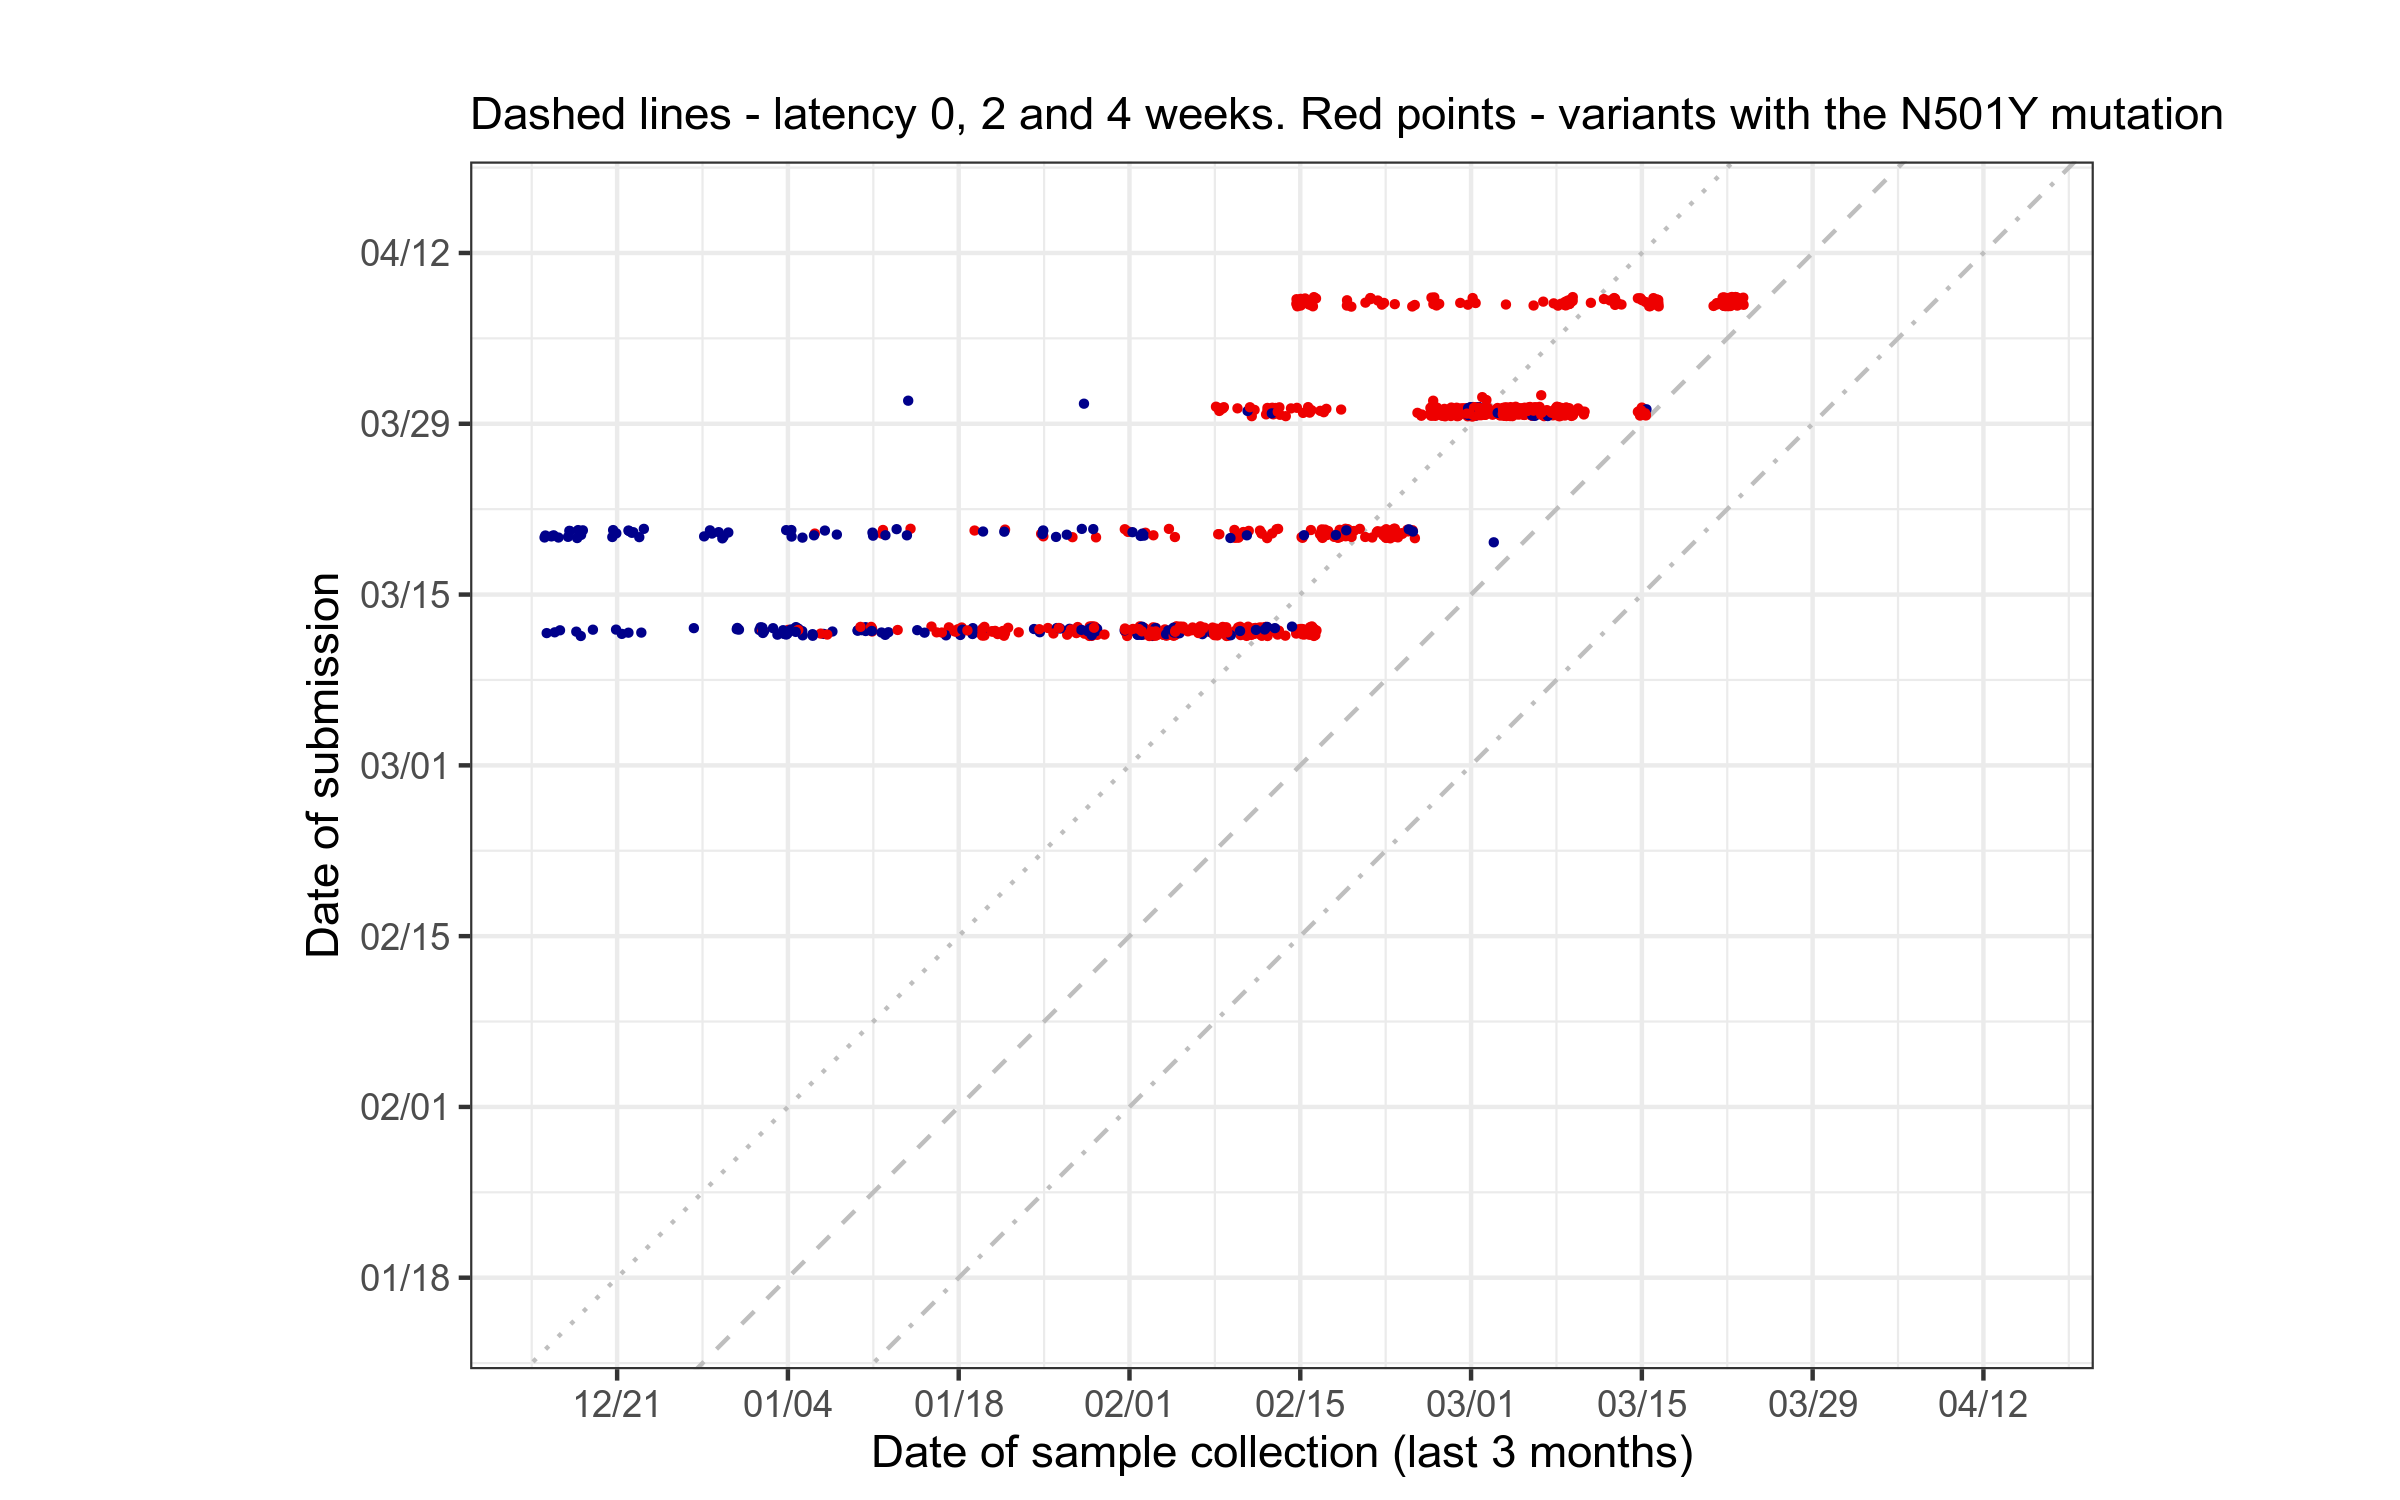 Dashed lines - latency 0, 2 and 4 weeks. Red points - variants with the N501Y mutation
04/12
03/29
03/15
03/01
02/15
02/01
01/18
Date of submission
12/21 01/04 01/18 02/01 02/15 03/01 03/15 03/29 04/12
Date of sample collection (last 3 months)